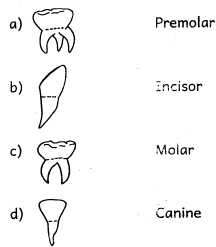 a) Premolar
b) Incisor
c) Molar
d) Canine